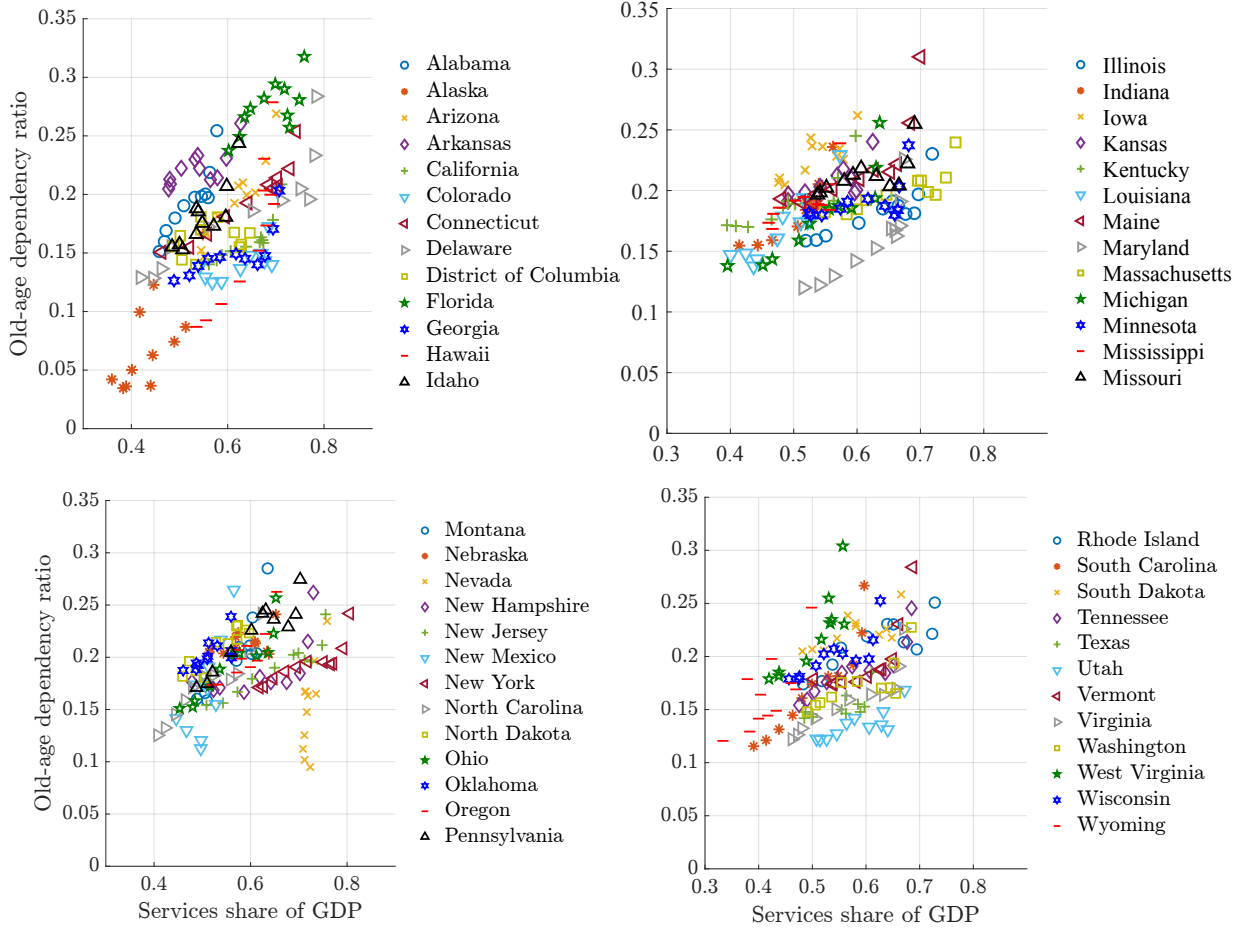 0.35
0.3
0.25
0.2
0.15
0.1
0.05
0
0.4
0.6
0.8
Old-age dependency ratio
Alabama
Alaska
Arizona
Arkansas
California
Colorado
Connecticut
Delaware
District of Columbia
Florida
Georgia
Hawaii
Idaho
0.35
0.3
0.25
0.2
0.15
0.1
0.05
0
0.3
0.4
0.5
0.6
0.7
0.8
Illinois
Indiana
Iowa
Kansas
Kentucky
Louisiana
Maine
Maryland
Massachusetts
Michigan
Minnesota
Mississippi
Missouri
0.35
0.3
0.25
0.2
0.15
0.1
0.05
0
0.4
0.6
0.8
Old-age dependency ratio
Services share of GDP
Montana
Nebraska
Nevada
New Hampshire
New Jersey
New Mexico
New York
North Carolina
North Dakota
Ohio
Oklahoma
Oregon
Pennsylvania
0.35
0.3
0.25
0.2
0.15
0.1
0.05
0
0.3
0.4
0.5
0.6
0.7
0.8
Services share of GDP
Rhode Island
South Carolina
South Dakota
Tennessee
Texas
Utah
Vermont
Virginia
Washington
West Virginia
Wisconsin
Wyoming